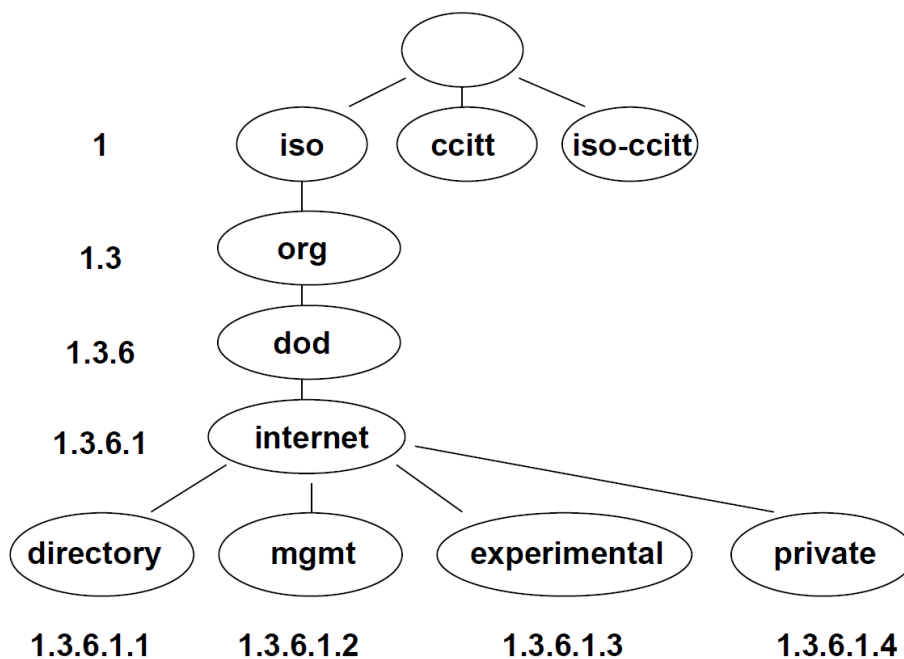 1 iso ccitt iso-ccitt
1.3 org
1.3.6 dod
1.3.6.1 internet
directory mgmt experimental private
1.3.6.1.1 1.3.6.1.2 1.3.6.1.3 1.3.6.1.4